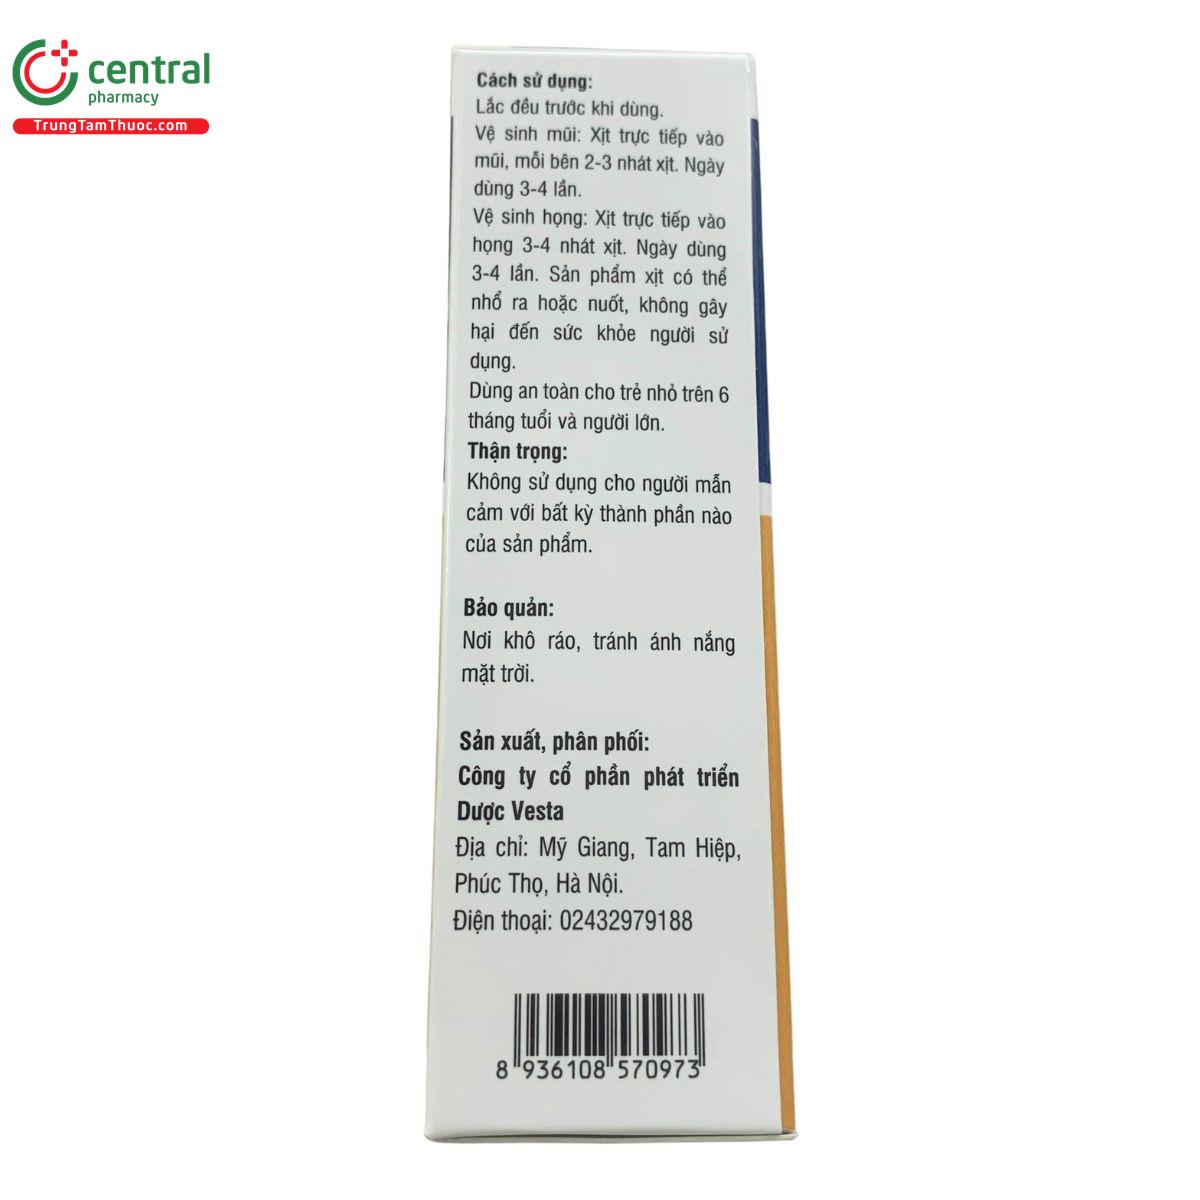 central
pharmacy
TrungTamThuoc.com
Cách sử dụng:
Lắc đều trước khi dùng.
Vệ sinh mũi: Xịt trực tiếp vào
mũi, mỗi bên 2-3 nhát xịt. Ngày
dùng 3-4 lần.
Vệ sinh họng: Xịt trực tiếp vào
họng 3-4 nhát xịt. Ngày dùng
3-4 lần. Sản phẩm xịt có thể
nhổ ra hoặc nuốt, không gây
hại đến sức khỏe người sử
dụng.
Dùng an toàn cho trẻ nhỏ trên 6
tháng tuổi và người lớn.
Thận trọng:
Không sử dụng cho người mẫn
cảm với bất kỳ thành phần nào
của sản phẩm.
Bảo quản:
Nơi khô ráo, tránh ánh nắng
mặt trời.
Sản xuất, phân phối:
Công ty cổ phần phát triển
Dược Vesta
Địa chỉ: Mỹ Giang, Tam Hiệp,
Phúc Thọ, Hà Nội.
Điện thoại: 02432979188
8 936108 570973